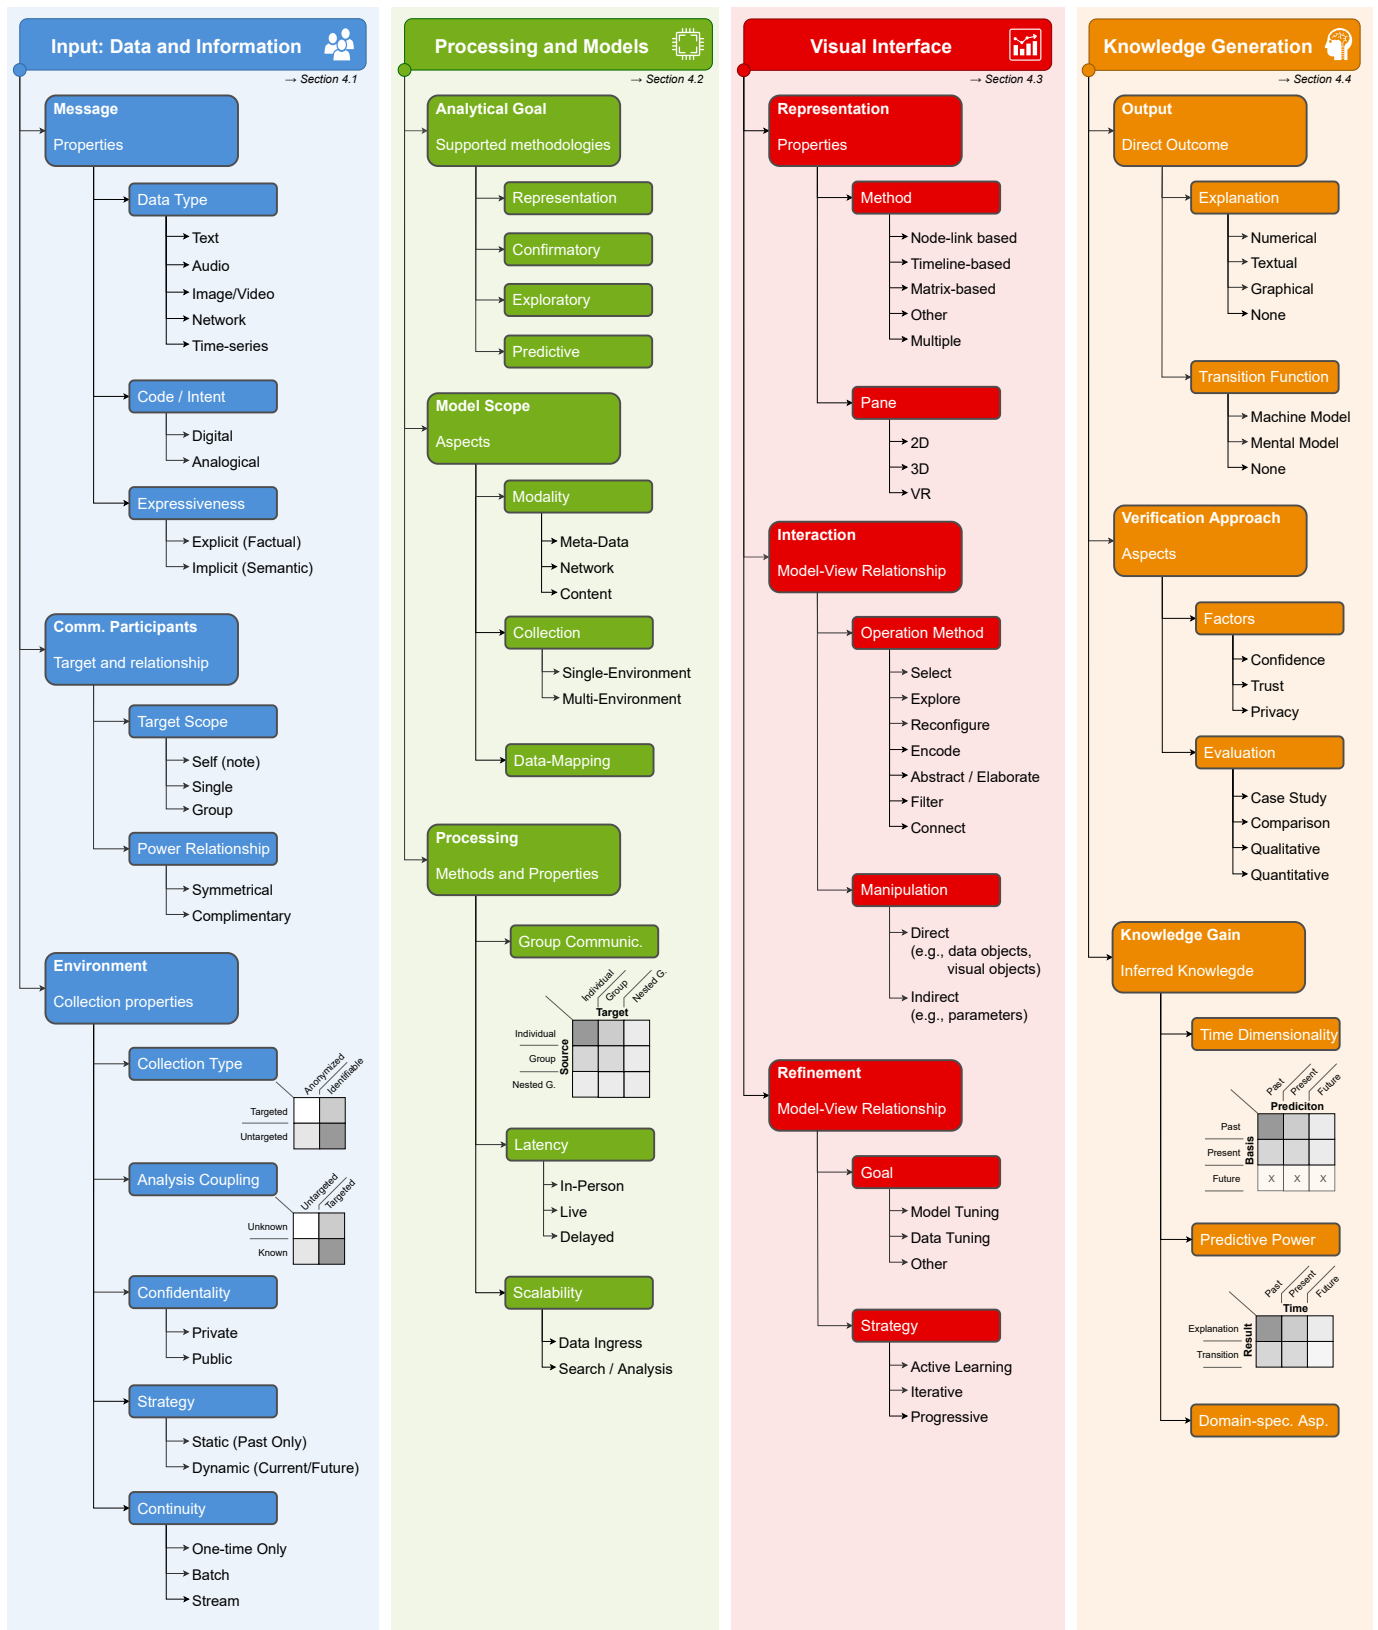 Input: Data and Information
→ Section 4.1
Message
Properties
Data Type
Text
Audio
Image/Video
Network
Time-series
Code / Intent
Digital
Analogical
Expressiveness
Explicit (Factual)
Implicit (Semantic)
Comm. Participants
Target and relationship
Target Scope
Self (note)
Single
Group
Power Relationship
Symmetrical
Complimentary
Environment
Collection properties
Collection Type
Anonymized
Identifiable
Targeted
Untargeted
Analysis Coupling
Untargeted
Targeted
Unknown
Known
Confidentality
Private
Public
Strategy
Static (Past Only)
Dynamic (Current/Future)
Continuity
One-time Only
Batch
Stream
Processing and Models
→ Section 4.2
Analytical Goal
Supported methodologies
Representation
Confirmatory
Exploratory
Predictive
Model Scope
Aspects
Modality
Meta-Data
Network
Content
Collection
Single-Environment
Multi-Environment
Data-Mapping
Processing
Methods and Properties
Group Communic.
Individual
Group
Nested G.
Target
Source
Individual
Group
Nested G.
Latency
In-Person
Live
Delayed
Scalability
Data Ingress
Search / Analysis
Visual Interface
→ Section 4.3
Representation
Properties
Method
Node-link based
Timeline-based
Matrix-based
Other
Multiple
Pane
2D
3D
VR
Interaction
Model-View Relationship
Operation Method
Select
Explore
Reconfigure
Encode
Abstract / Elaborate
Filter
Connect
Manipulation
Direct
(e.g., data objects,
visual objects)
Indirect
(e.g., parameters)
Refinement
Model-View Relationship
Goal
Model Tuning
Data Tuning
Other
Strategy
Active Learning
Iterative
Progressive
Knowledge Generation
→ Section 4.4
Output
Direct Outcome
Explanation
Numerical
Textual
Graphical
None
Transition Function
Machine Model
Mental Model
None
Verification Approach
Aspects
Factors
Confidence
Trust
Privacy
Evaluation
Case Study
Comparison
Qualitative
Quantitative
Knowledge Gain
Inferred Knowlegde
Time Dimensionality
Past
Present
Future
Prediciton
Basis
Past
Present
Future
X X X
Predictive Power
Past
Present
Future
Time
Result
Explanation
Transition
Domain-spec. Asp.